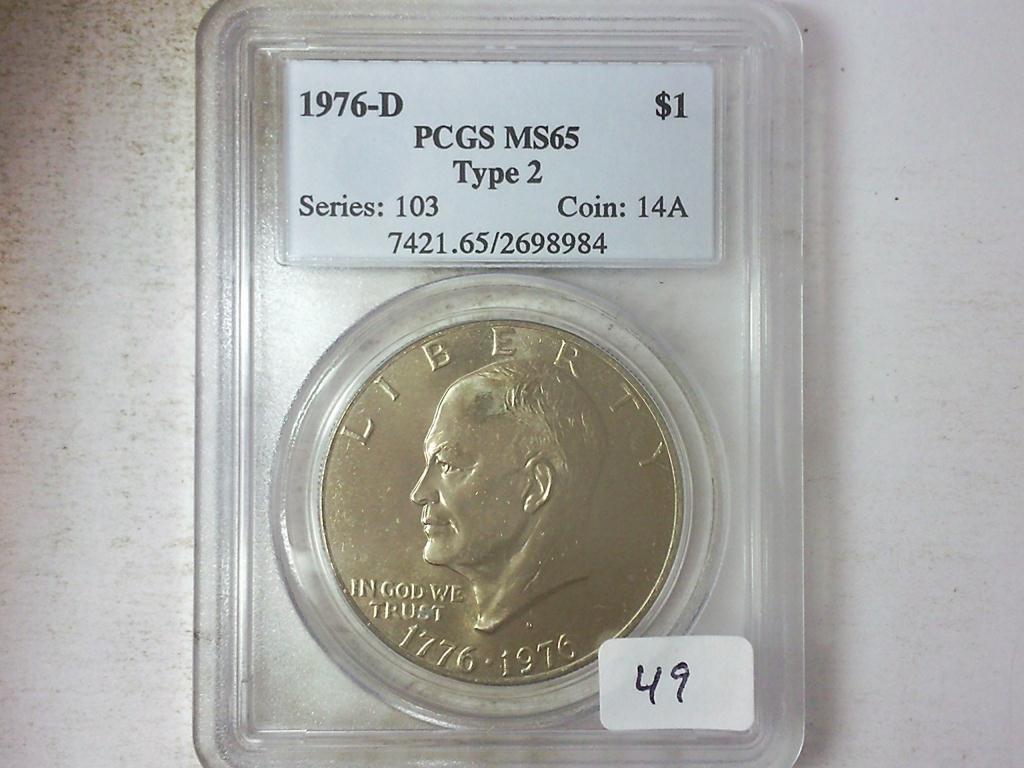 1976-D $1
PCGS MS65
Type 2
Series: 103 Coin: 14A
7421.65/2698984
LIBERTY
IN GOD WE
TRUST
1776·1976
49